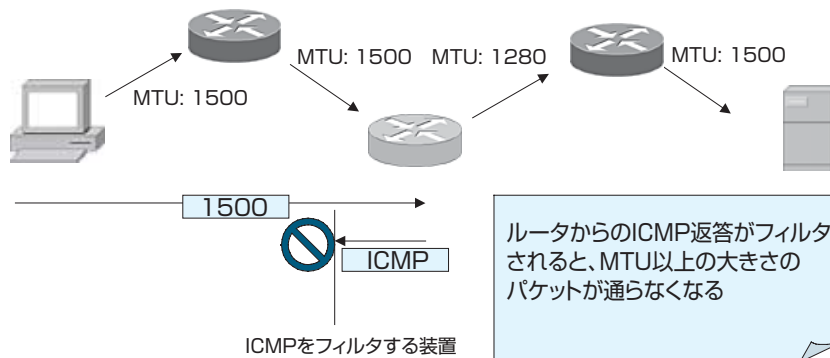 MTU: 1500
MTU: 1500
MTU: 1280
MTU: 1500
1500
ICMP
ICMPをフィルタする装置
ルータからのICMP返答がフィルタ
されると、MTU以上の大きさの
パケットが通らなくなる